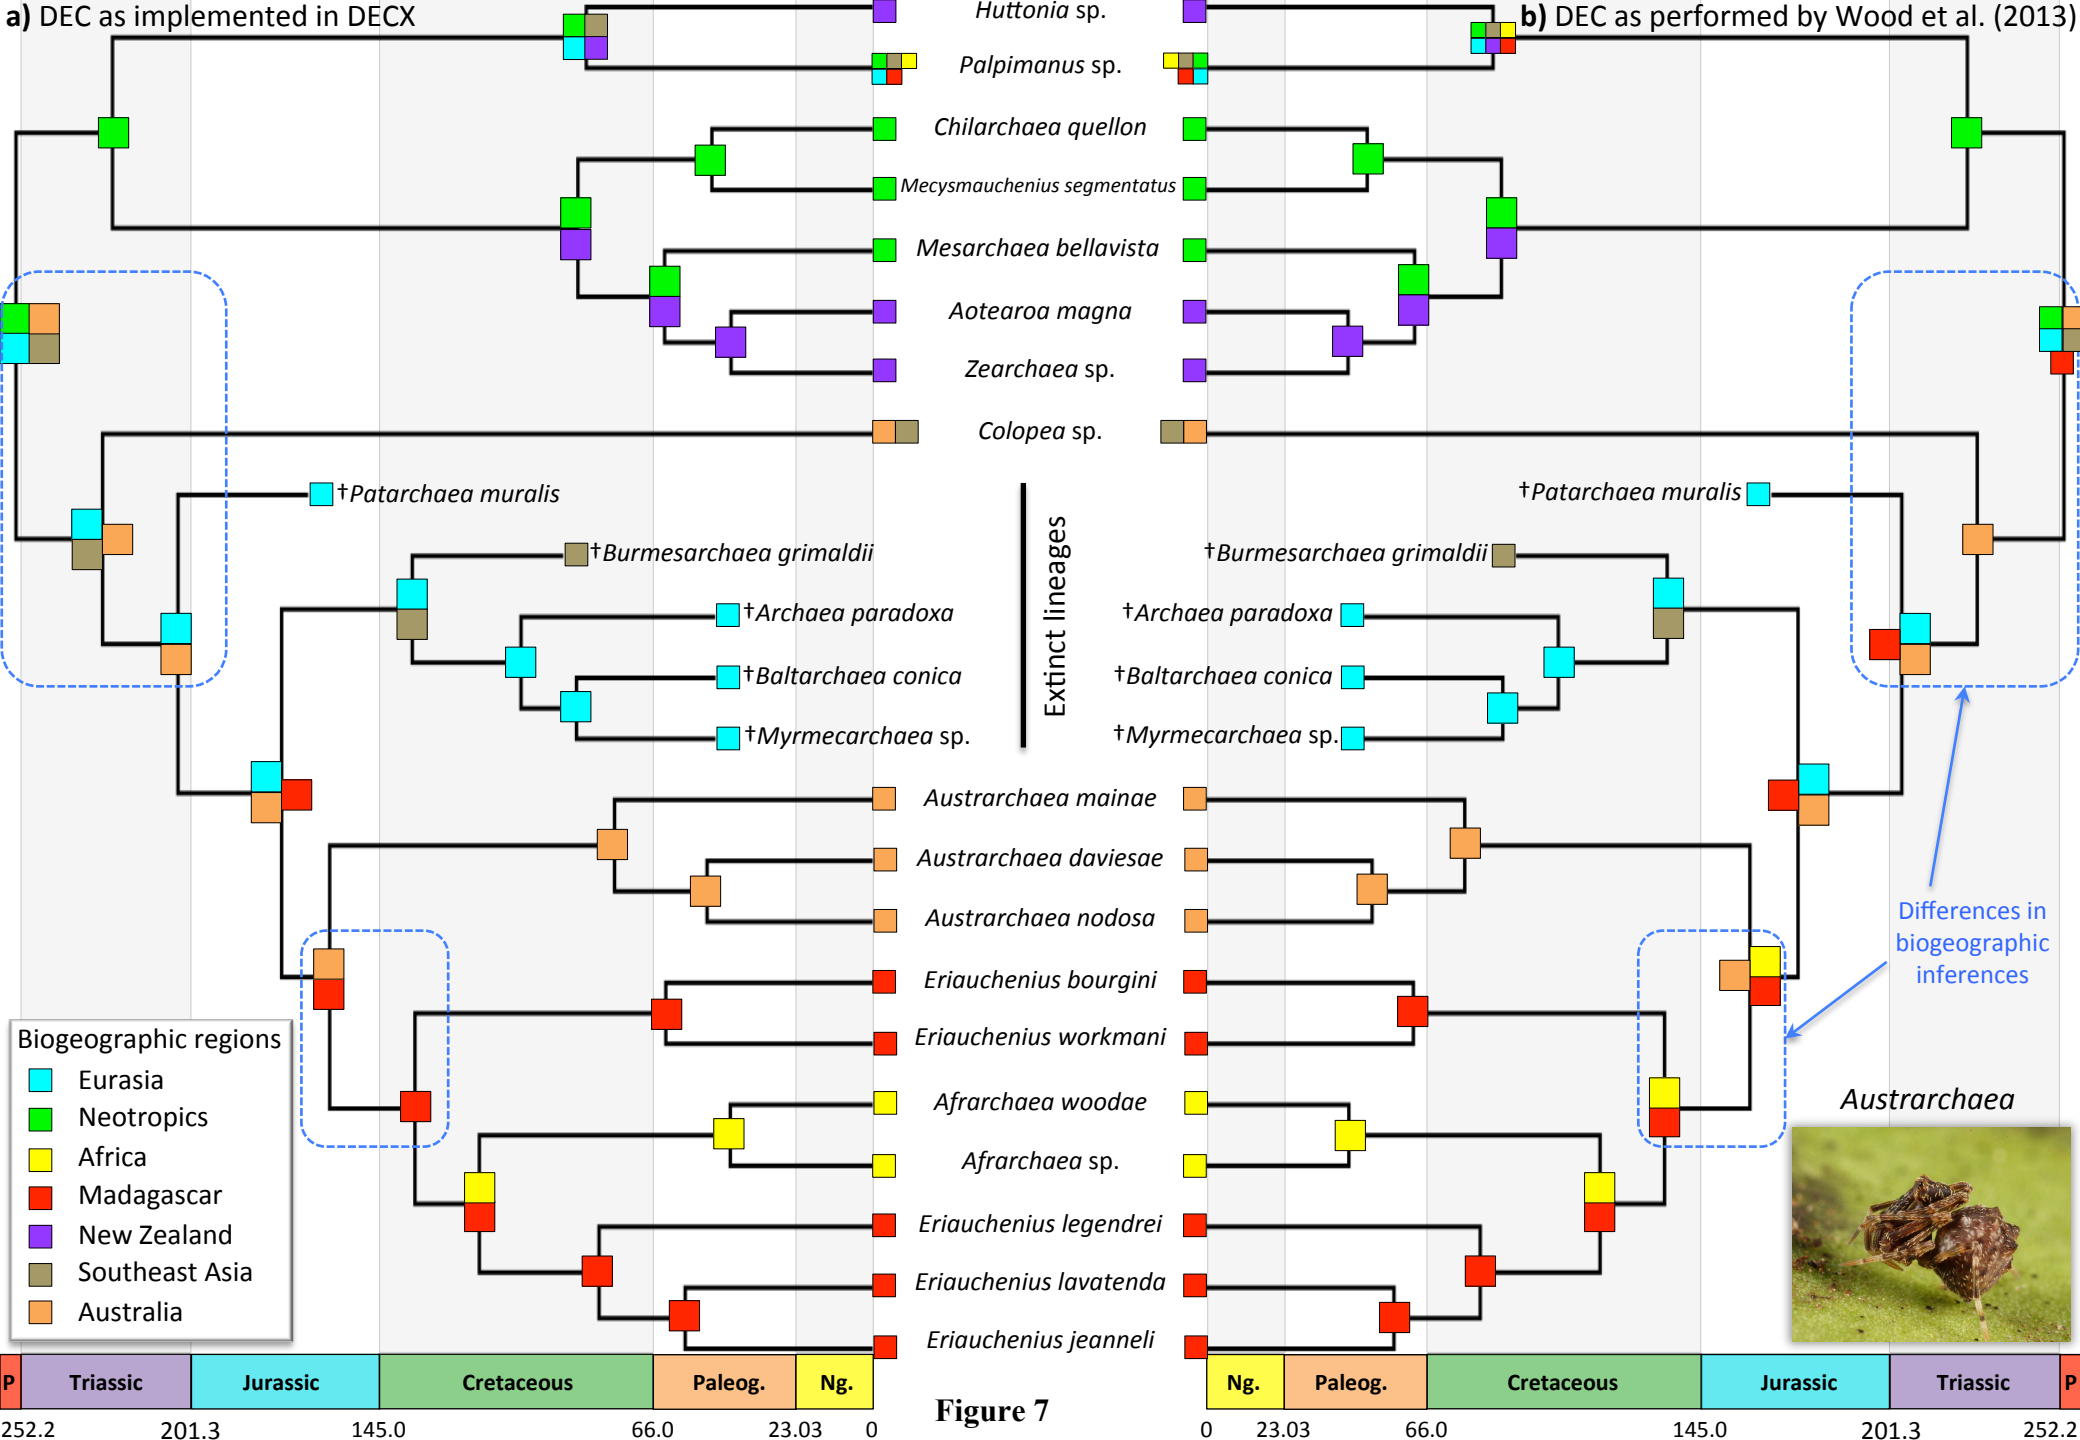 a) DEC as implemented in DECX
b) DEC as performed by Wood et al. (2013)
Huttonia sp.
Palpimanus sp.
Chilarchaea quellon
Mecysmauchenius segmentatus
Mesarchaea bellavista
Aotearoa magna
Zearchaea sp.
Colopea sp.
†Patarchaea muralis
†Patarchaea muralis
†Burmesarchaea grimaldii
†Burmesarchaea grimaldii
†Archaea paradoxa
†Archaea paradoxa
†Baltarchaea conica
†Baltarchaea conica
†Myrmecarchaea sp.
†Myrmecarchaea sp.
Extinct lineages
Austrarchaea mainae
Austrarchaea daviesae
Austrarchaea nodosa
Eriauchenius bourgini
Eriauchenius workmani
Afrarchaea woodae
Afrarchaea sp.
Eriauchenius legendrei
Eriauchenius lavatenda
Eriauchenius jeanneli
Differences in
biogeographic
inferences
Austrarchaea
Biogeographic regions
Eurasia
Neotropics
Africa
Madagascar
New Zealand
Southeast Asia
Australia
P Triassic Jurassic Cretaceous Paleog. Ng.
252.2 201.3 145.0 66.0 23.03 0
Figure 7
Ng. Paleog. Cretaceous Jurassic Triassic P
0 23.03 66.0 145.0 201.3 252.2